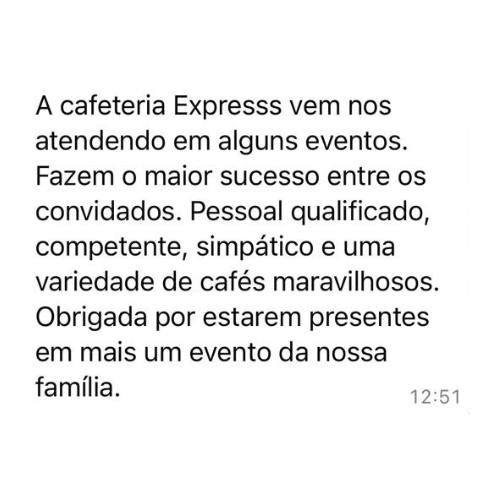 A cafeteria Expresss vem nos
atendendo em alguns eventos.
Fazem o maior sucesso entre os
convidados. Pessoal qualificado,
competente, simpático e uma
variedade de cafés maravilhosos.
Obrigada por estarem presentes
em mais um evento da nossa
família.
12:51